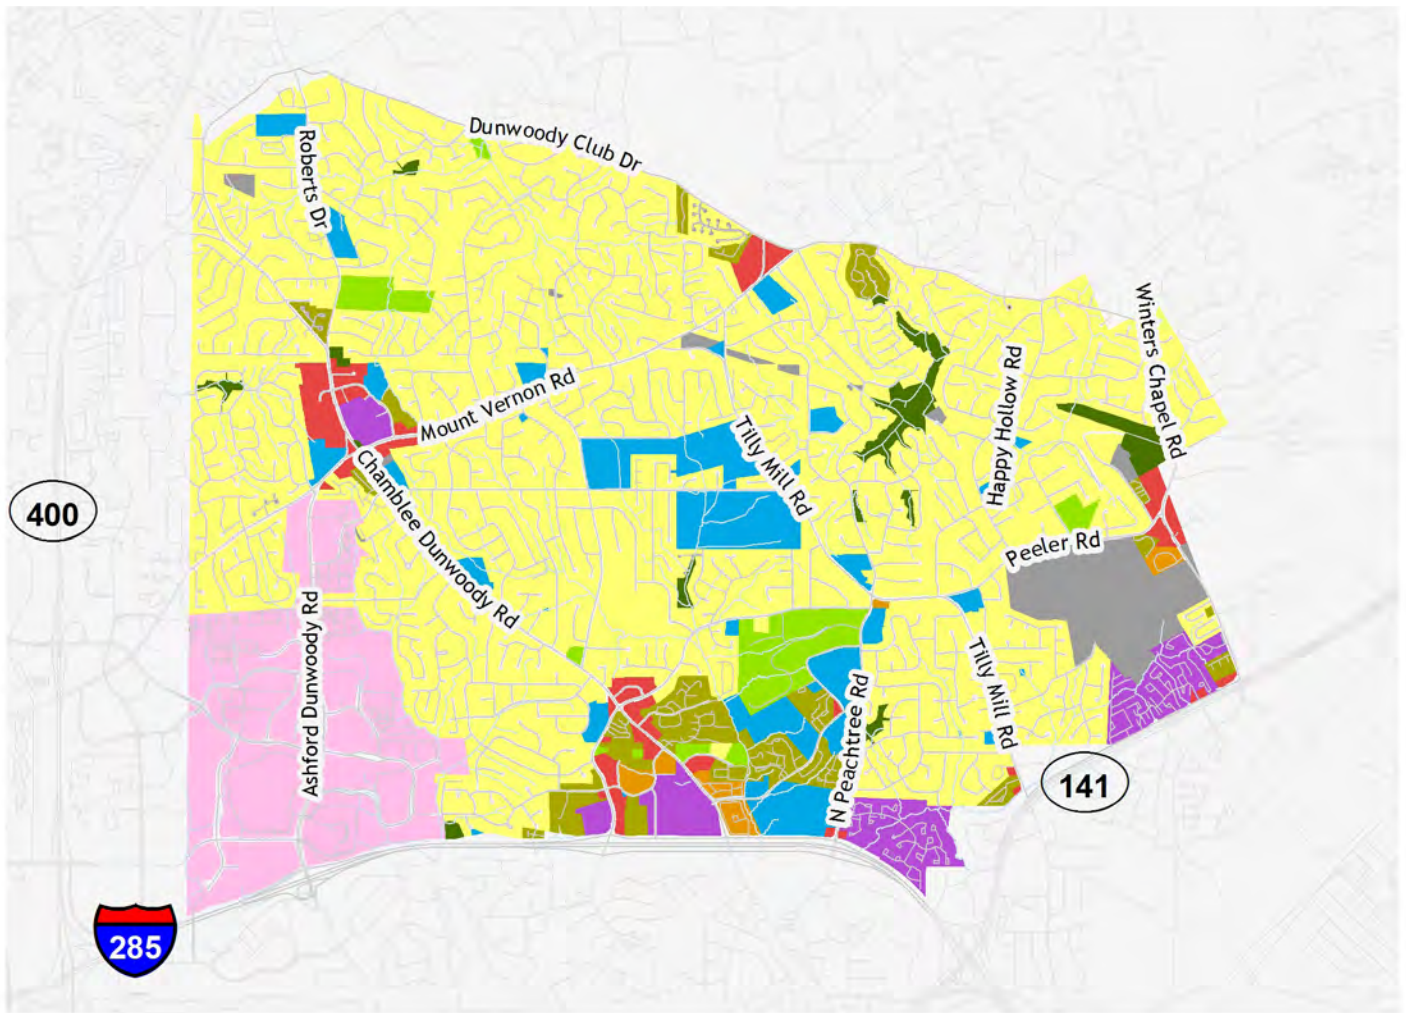 Dunwoody Club Dr
Roberts Dr
Winters Chapel Rd
Happy Hollow Rd
Mount Vernon Rd
Tilly Mill Rd
400
Chamblee Dunwoody Rd
Peeler Rd
Ashford Dunwoody Rd
Tilly Mill Rd
N Peachtree Rd
141
285